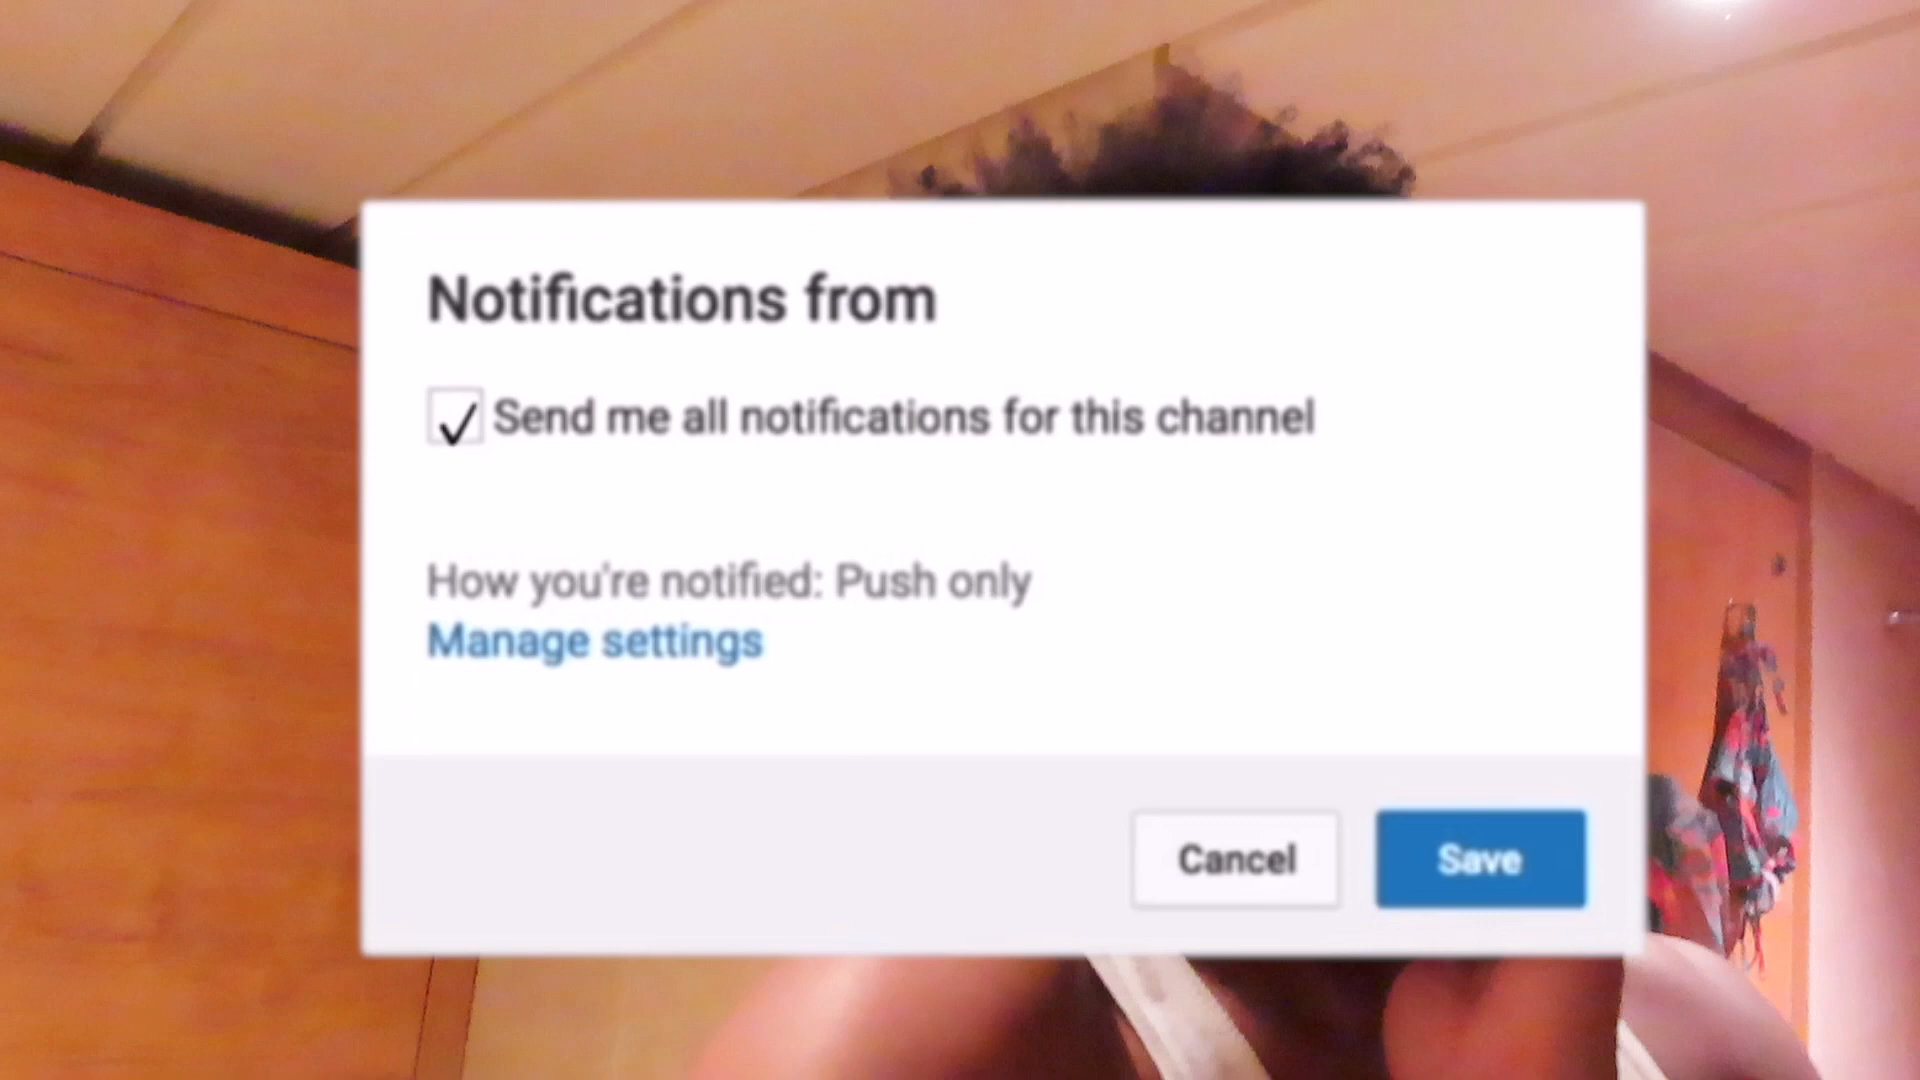 Notifications from
Send me all notifications for this channel
How you're notified: Push only
Manage settings
Cancel
Save